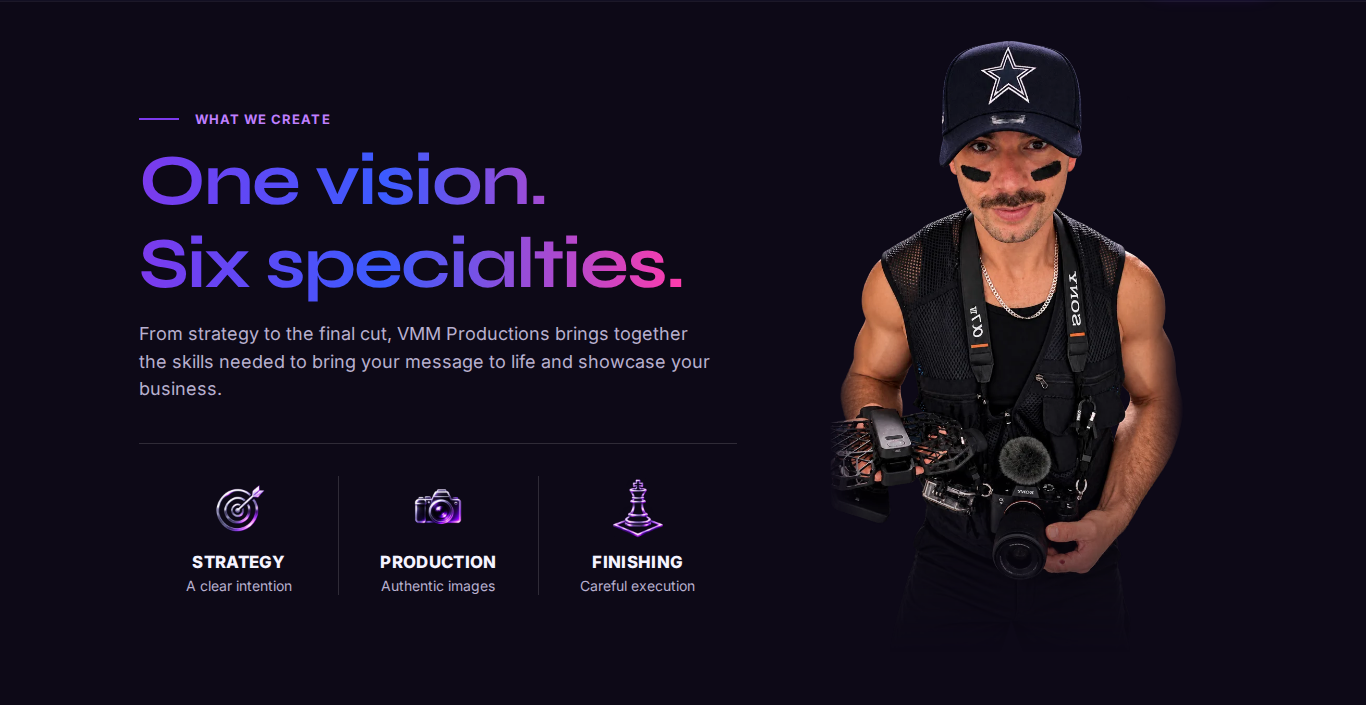 WHAT WE CREATE
One vision.
Six specialties.
From strategy to the final cut, VMM Productions brings together
the skills needed to bring your message to life and showcase your
business.
SONY
α7R
SONY
STRATEGY
PRODUCTION
FINISHING
A clear intention
Authentic images
Careful execution